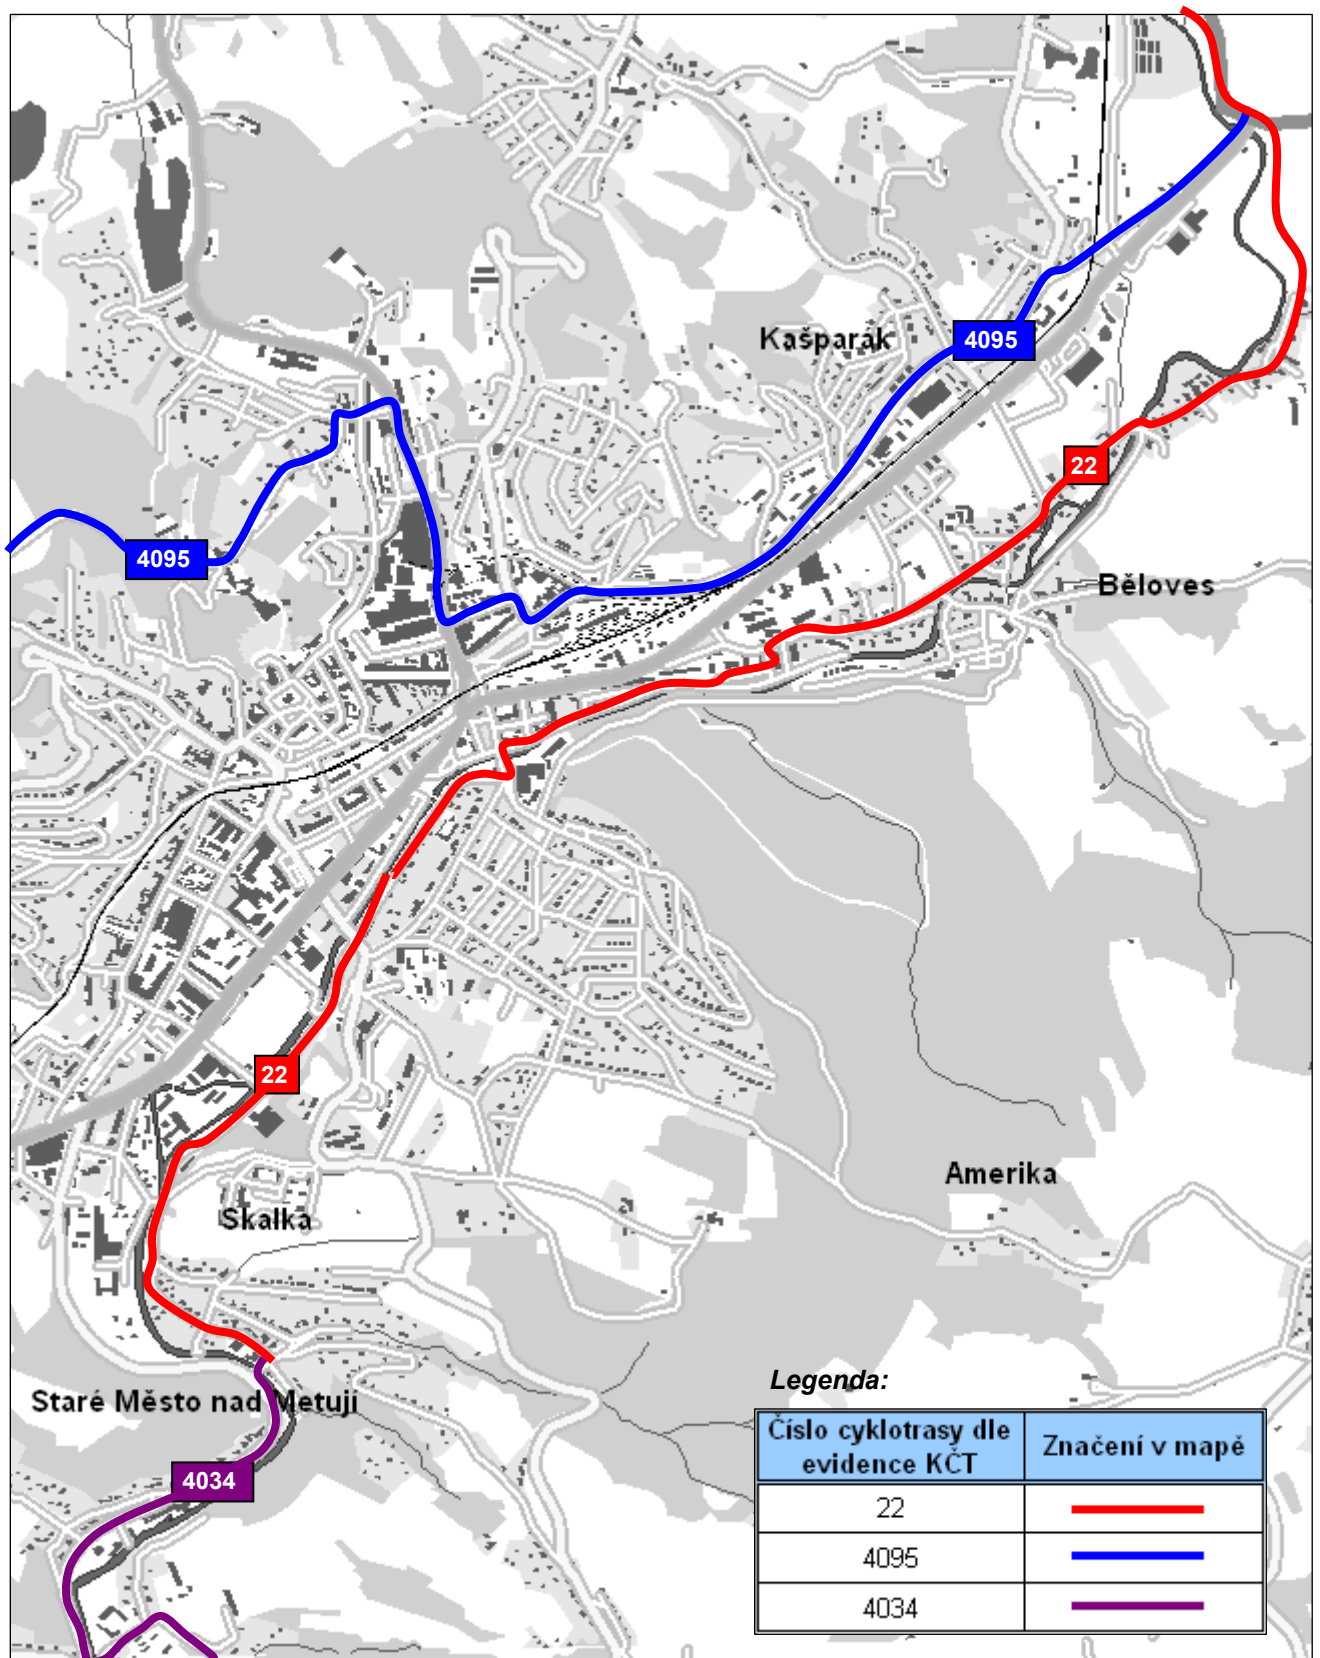 Kašparák
4095
22
4095
Běloves
22
Amerika
Skalka
Staré Město nad Metují
4034
Legenda:
Číslo cyklotrasy dle evidence KČT
Značení v mapě
22
4095
4034